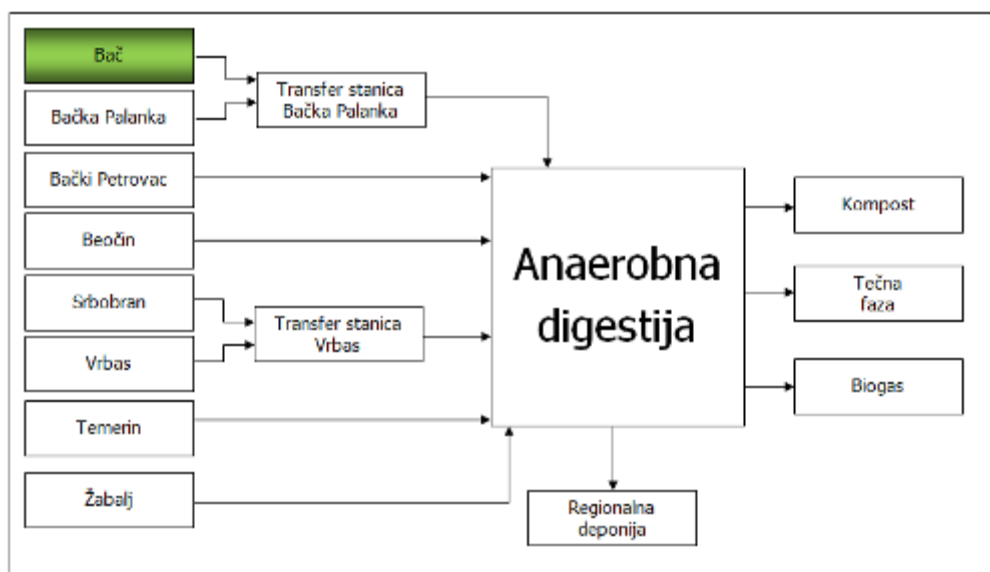 Bač
Bačka Palanka
Transfer stanica
Bačka Palanka
Bački Petrovac
Beočin
Srbobran
Vrbas
Transfer stanica
Vrbas
Temerin
Žabalj
Anaerobna
digestija
Kompost
Tečna
faza
Biogas
Regionalna
deponija